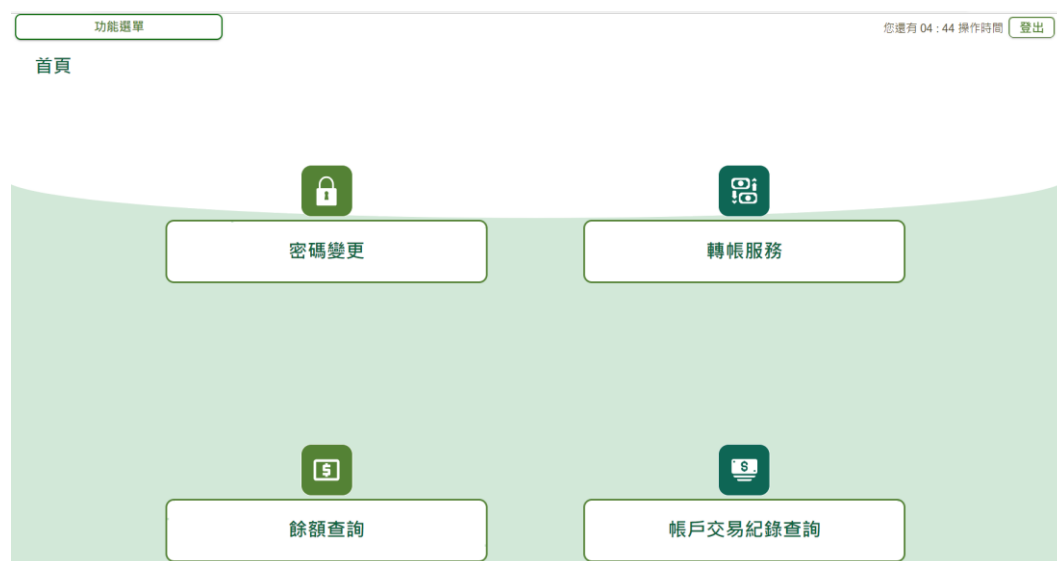 功能選單
您還有 04 : 44 操作時間 登出
首頁
密碼變更
轉帳服務
餘額查詢
帳戶交易紀錄查詢